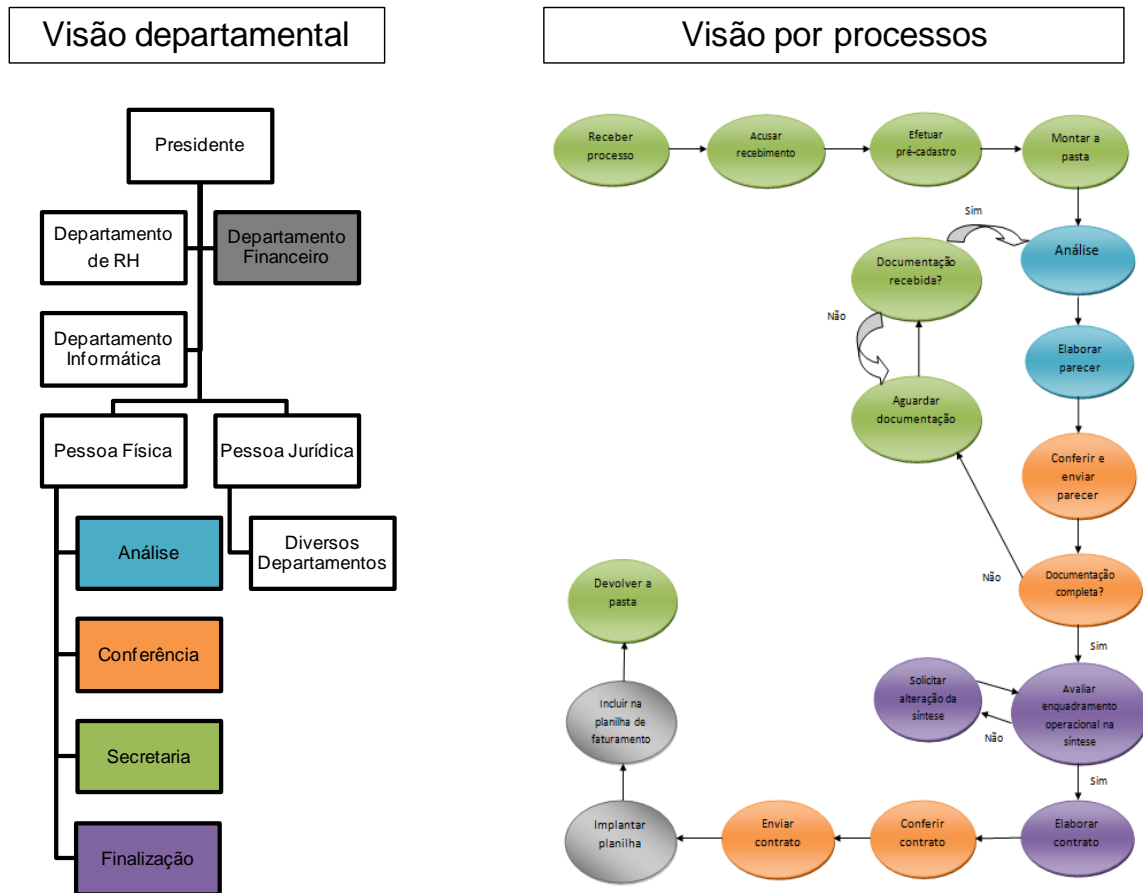 Visão departamental
Presidente
Departamento
de RH
Departamento
Financeiro
Departamento
Informática
Pessoa Física
Pessoa Jurídica
Análise
Diversos
Departamentos
Conferência
Secretaria
Finalização
Visão por processos
Receber
processo
Acusar
recebimento
Efetuar
pré-cadastro
Montar a
pasta
Sim
Documentação
recebida?
Análise
Não
Elaborar
parecer
Aguardar
documentação
Conferir e
enviar
parecer
Não
Documentação
completa?
Sim
Devolver a
pasta
Solicitar
alteração da
síntese
Avaliar
enquadramento
operacional na
síntese
Não
Incluir na
planilha de
faturamento
Sim
Implantar
planilha
Enviar
contrato
Conferir
contrato
Elaborar
contrato